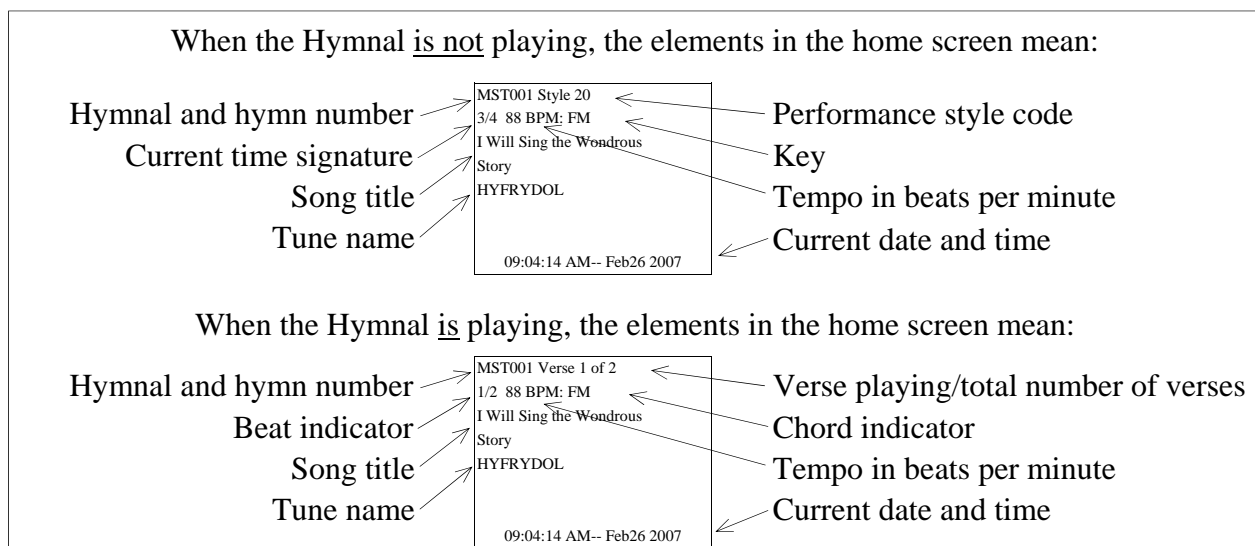 When the Hymnal is not playing, the elements in the home screen mean:
Hymnal and hymn number
Current time signature
Song title
Tune name
MST001 Style 20
3/4 88 BPM: FM
I Will Sing the Wondrous
Story
HYFRYDOL
09:04:14 AM-- Feb26 2007
Performance style code
Key
Tempo in beats per minute
Current date and time
When the Hymnal is playing, the elements in the home screen mean:
Hymnal and hymn number
Beat indicator
Song title
Tune name
MST001 Verse 1 of 2
1/2 88 BPM: FM
I Will Sing the Wondrous
Story
HYFRYDOL
09:04:14 AM-- Feb26 2007
Verse playing/total number of verses
Chord indicator
Tempo in beats per minute
Current date and time